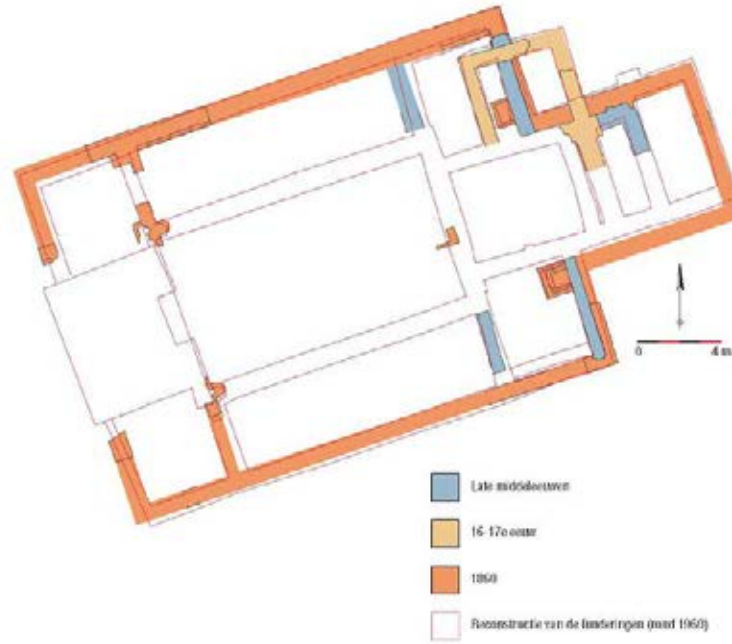 0 4 m
Late middeleeuwen
16-17e eeuw
1860
Reconstructie van de funderingen (rond 1960)